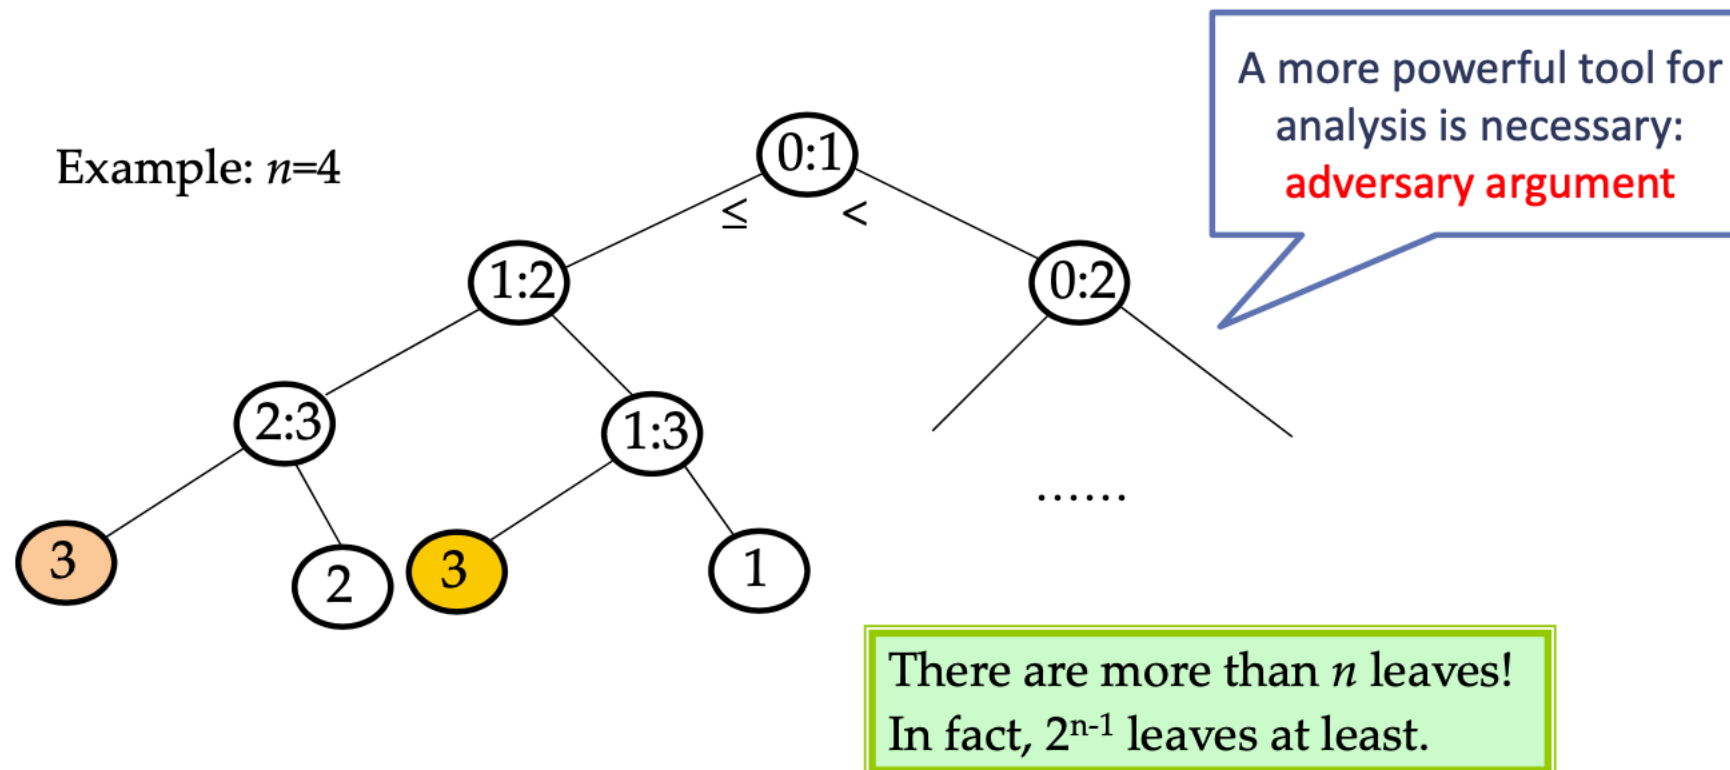 A more powerful tool for
analysis is necessary:
adversary argument
Example: n=4
0:1
≤ <
1:2 0:2
2:3 1:3
......
3 2 3 1
There are more than n leaves!
In fact, 2ⁿ⁻¹ leaves at least.